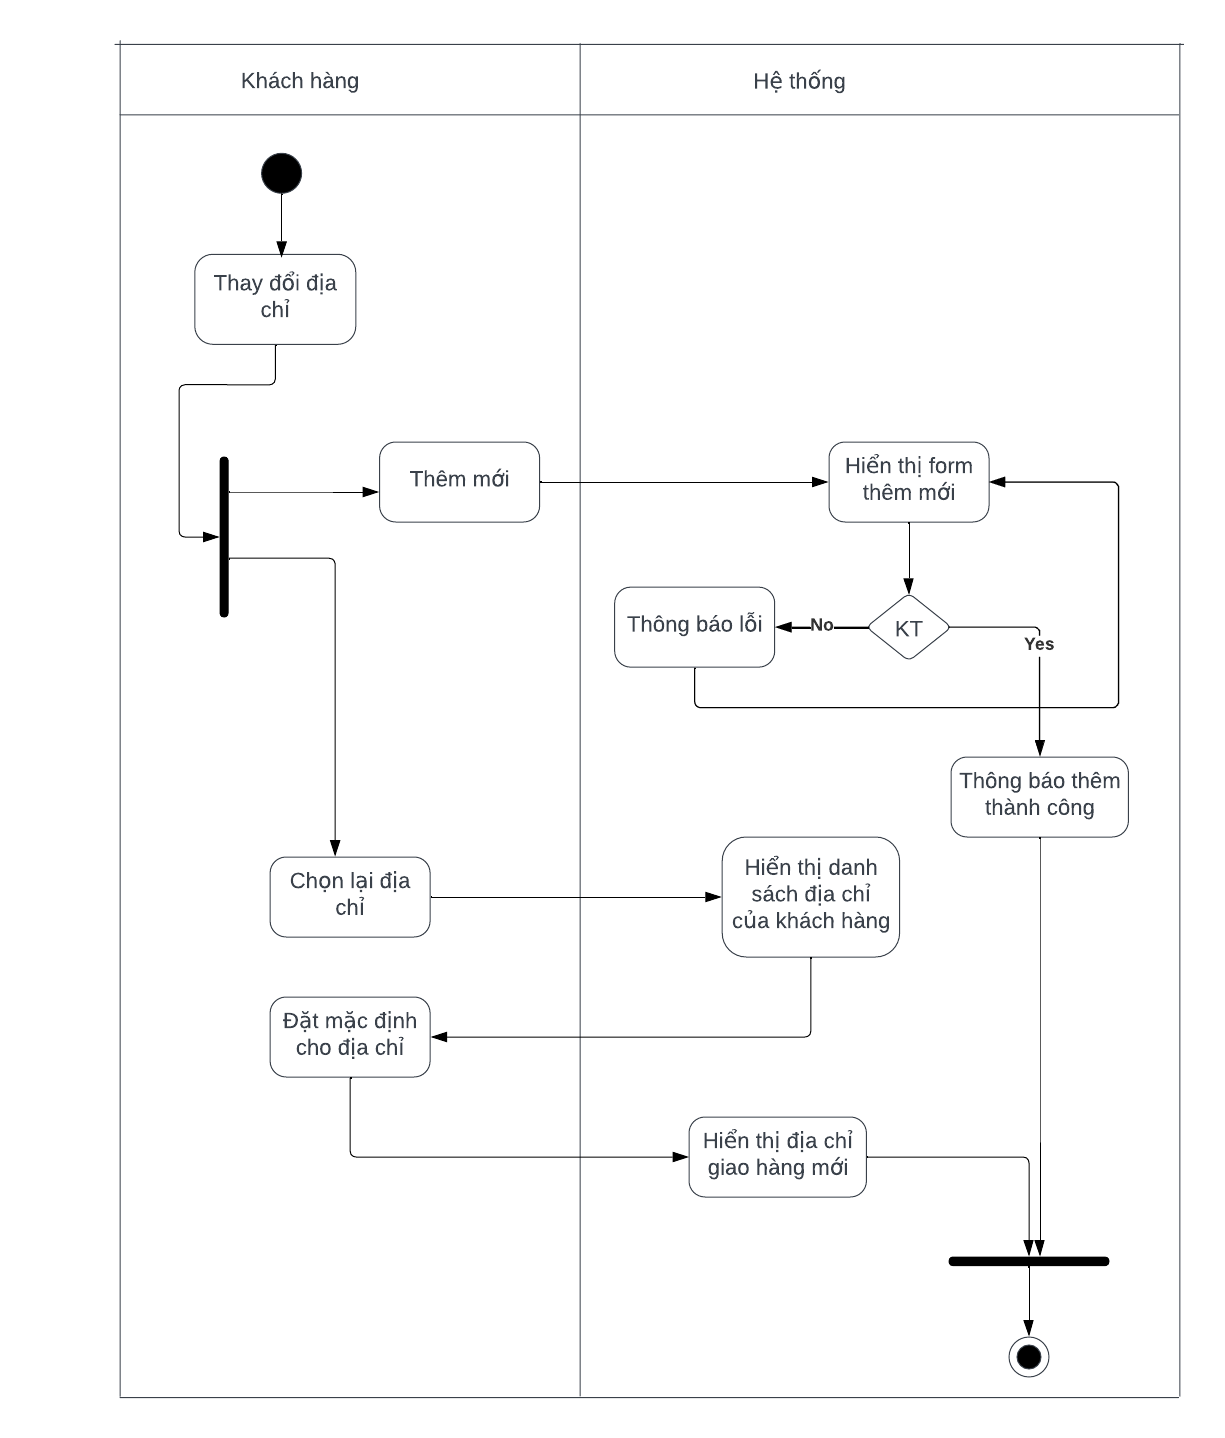 Khách hàng
Hệ thống
Thay đổi địa
chỉ
Thêm mới
Hiển thị form
thêm mới
Thông báo lỗi
No
KT
Yes
Thông báo thêm
thành công
Chọn lại địa
chỉ
Hiển thị danh
sách địa chỉ
của khách hàng
Đặt mặc định
cho địa chỉ
Hiển thị địa chỉ
giao hàng mới